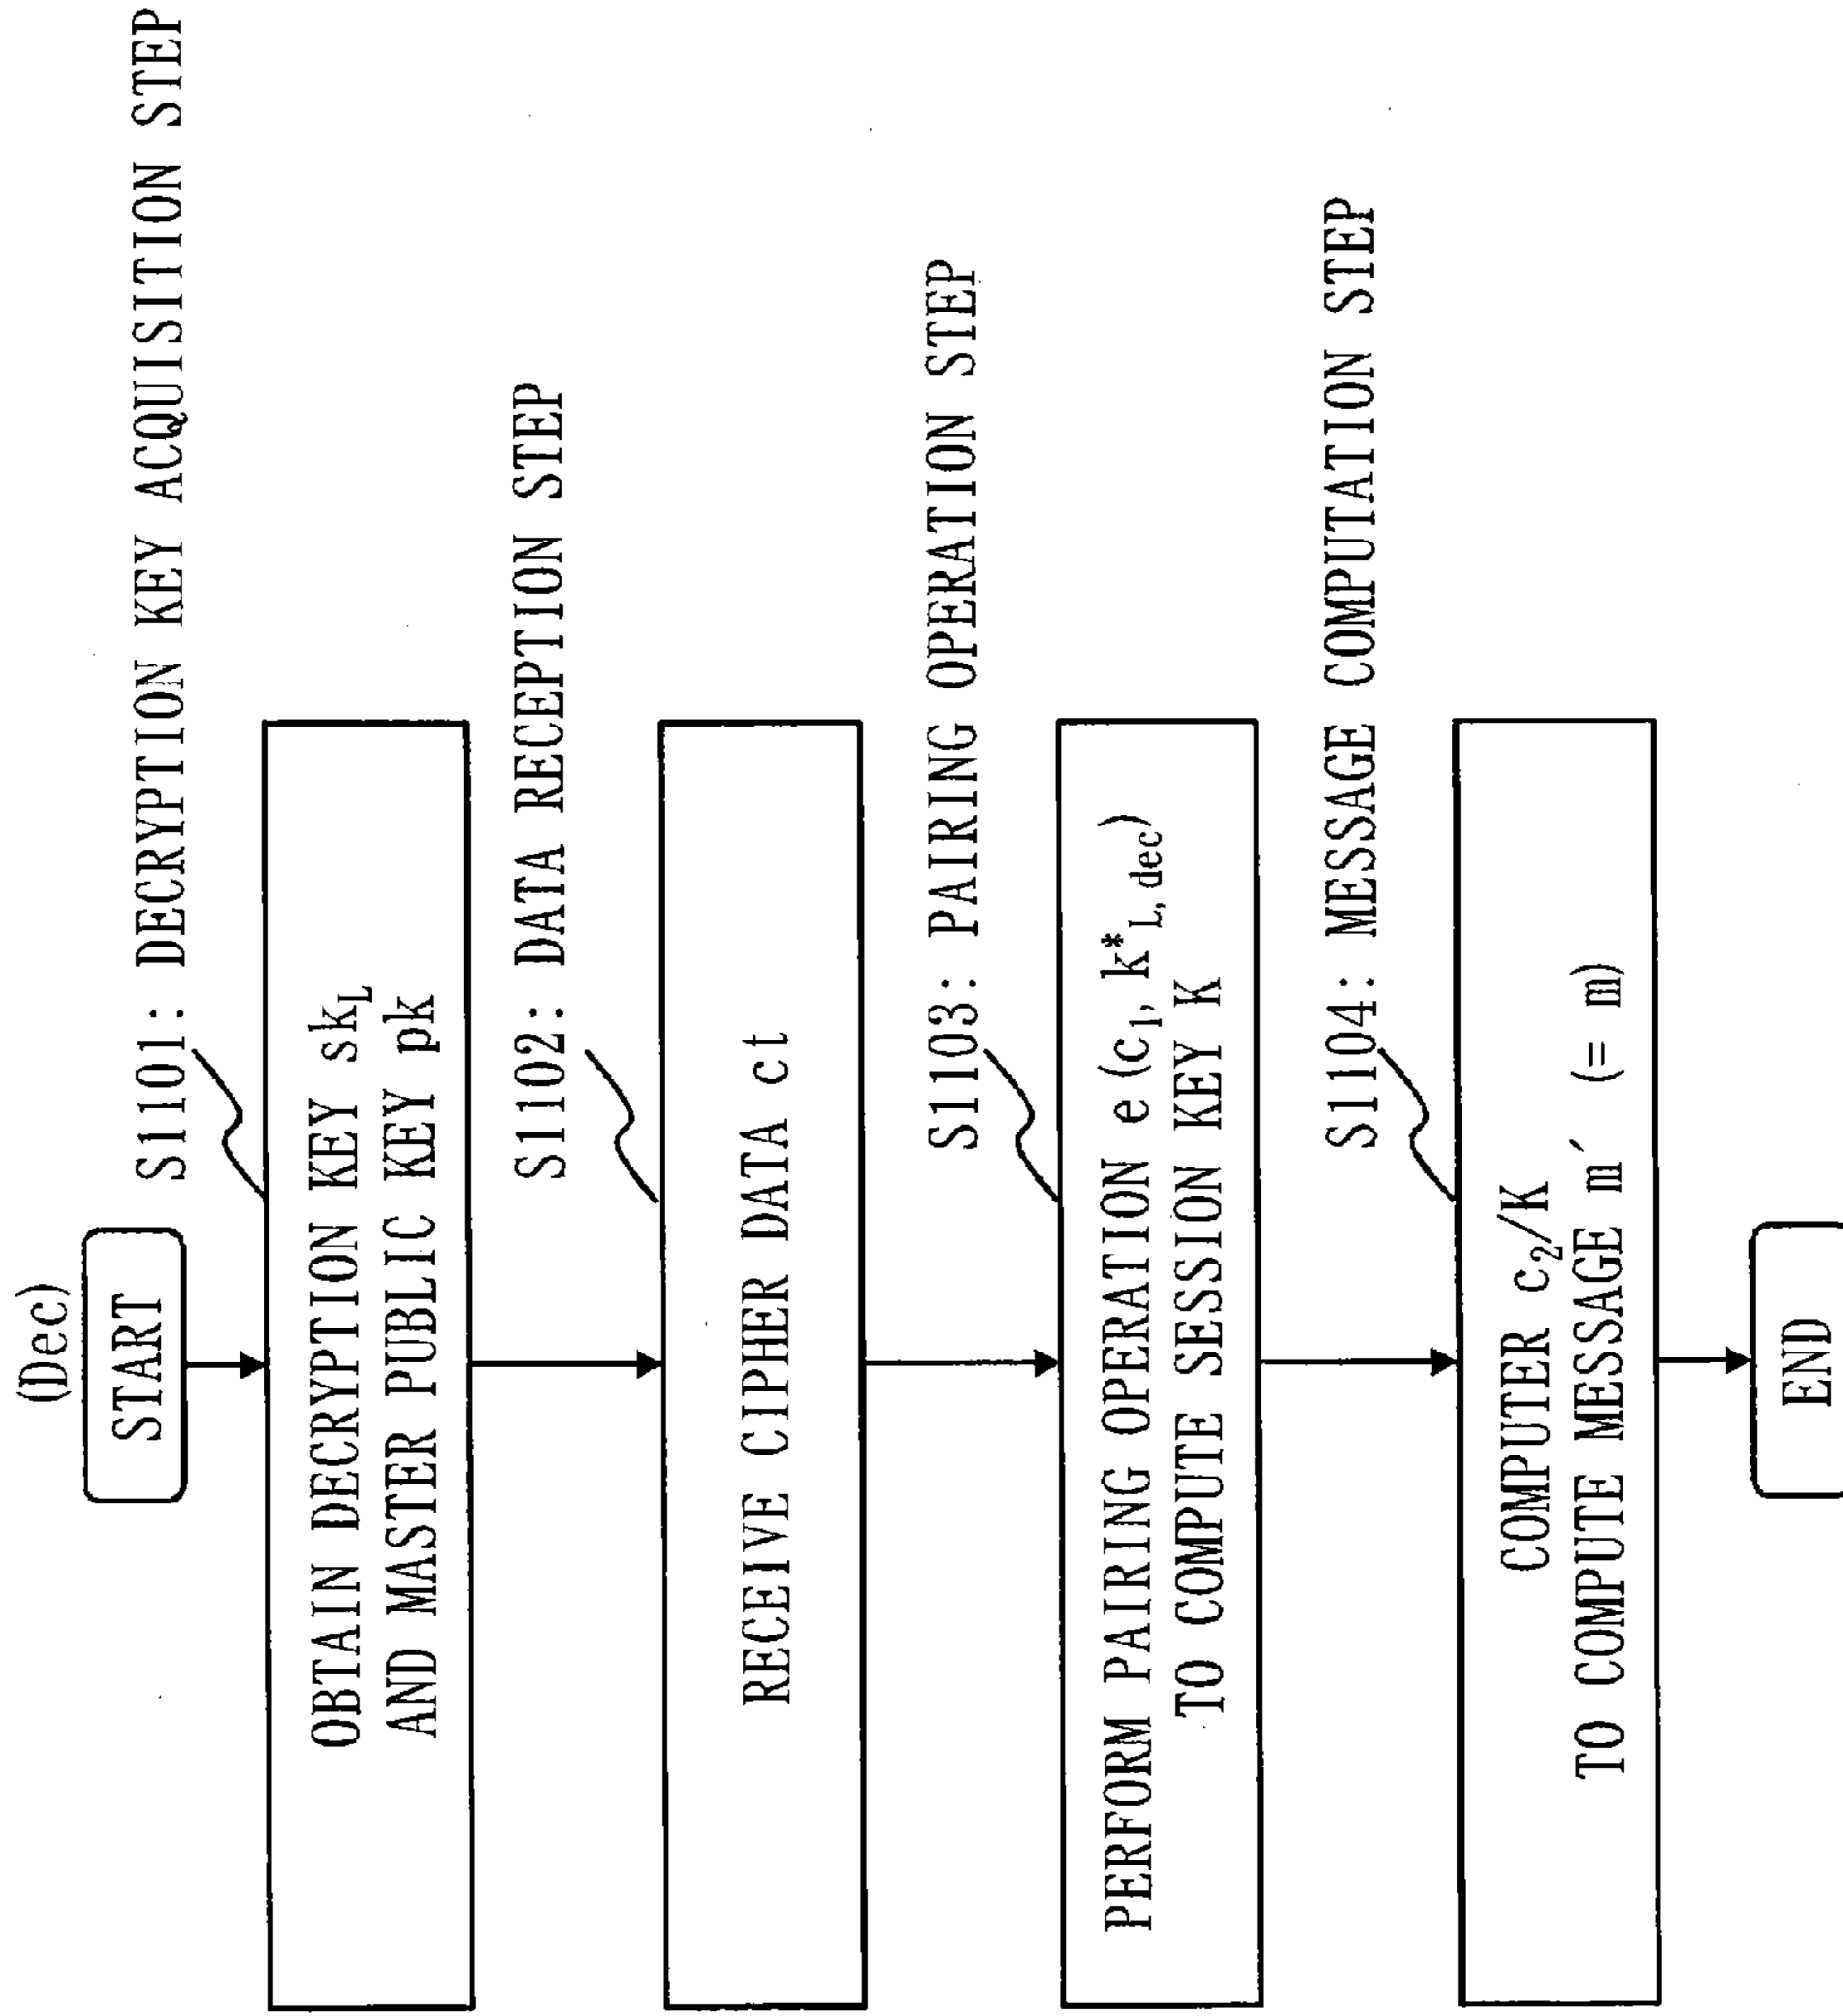 (Dec)
START
S1101: DECRYPTION KEY ACQUISITION STEP
OBTAIN DECRYPTION KEY sk_L
AND MASTER PUBLIC KEY pk
S1102: DATA RECEPTION STEP
RECEIVE CIPHER DATA ct
S1103: PAIRING OPERATION STEP
PERFORM PAIRING OPERATION e (c₁, k*_L, dec)
TO COMPUTE SESSION KEY K
S1104: MESSAGE COMPUTATION STEP
COMPUTER c₂/K
TO COMPUTE MESSAGE m′ (= m)
END